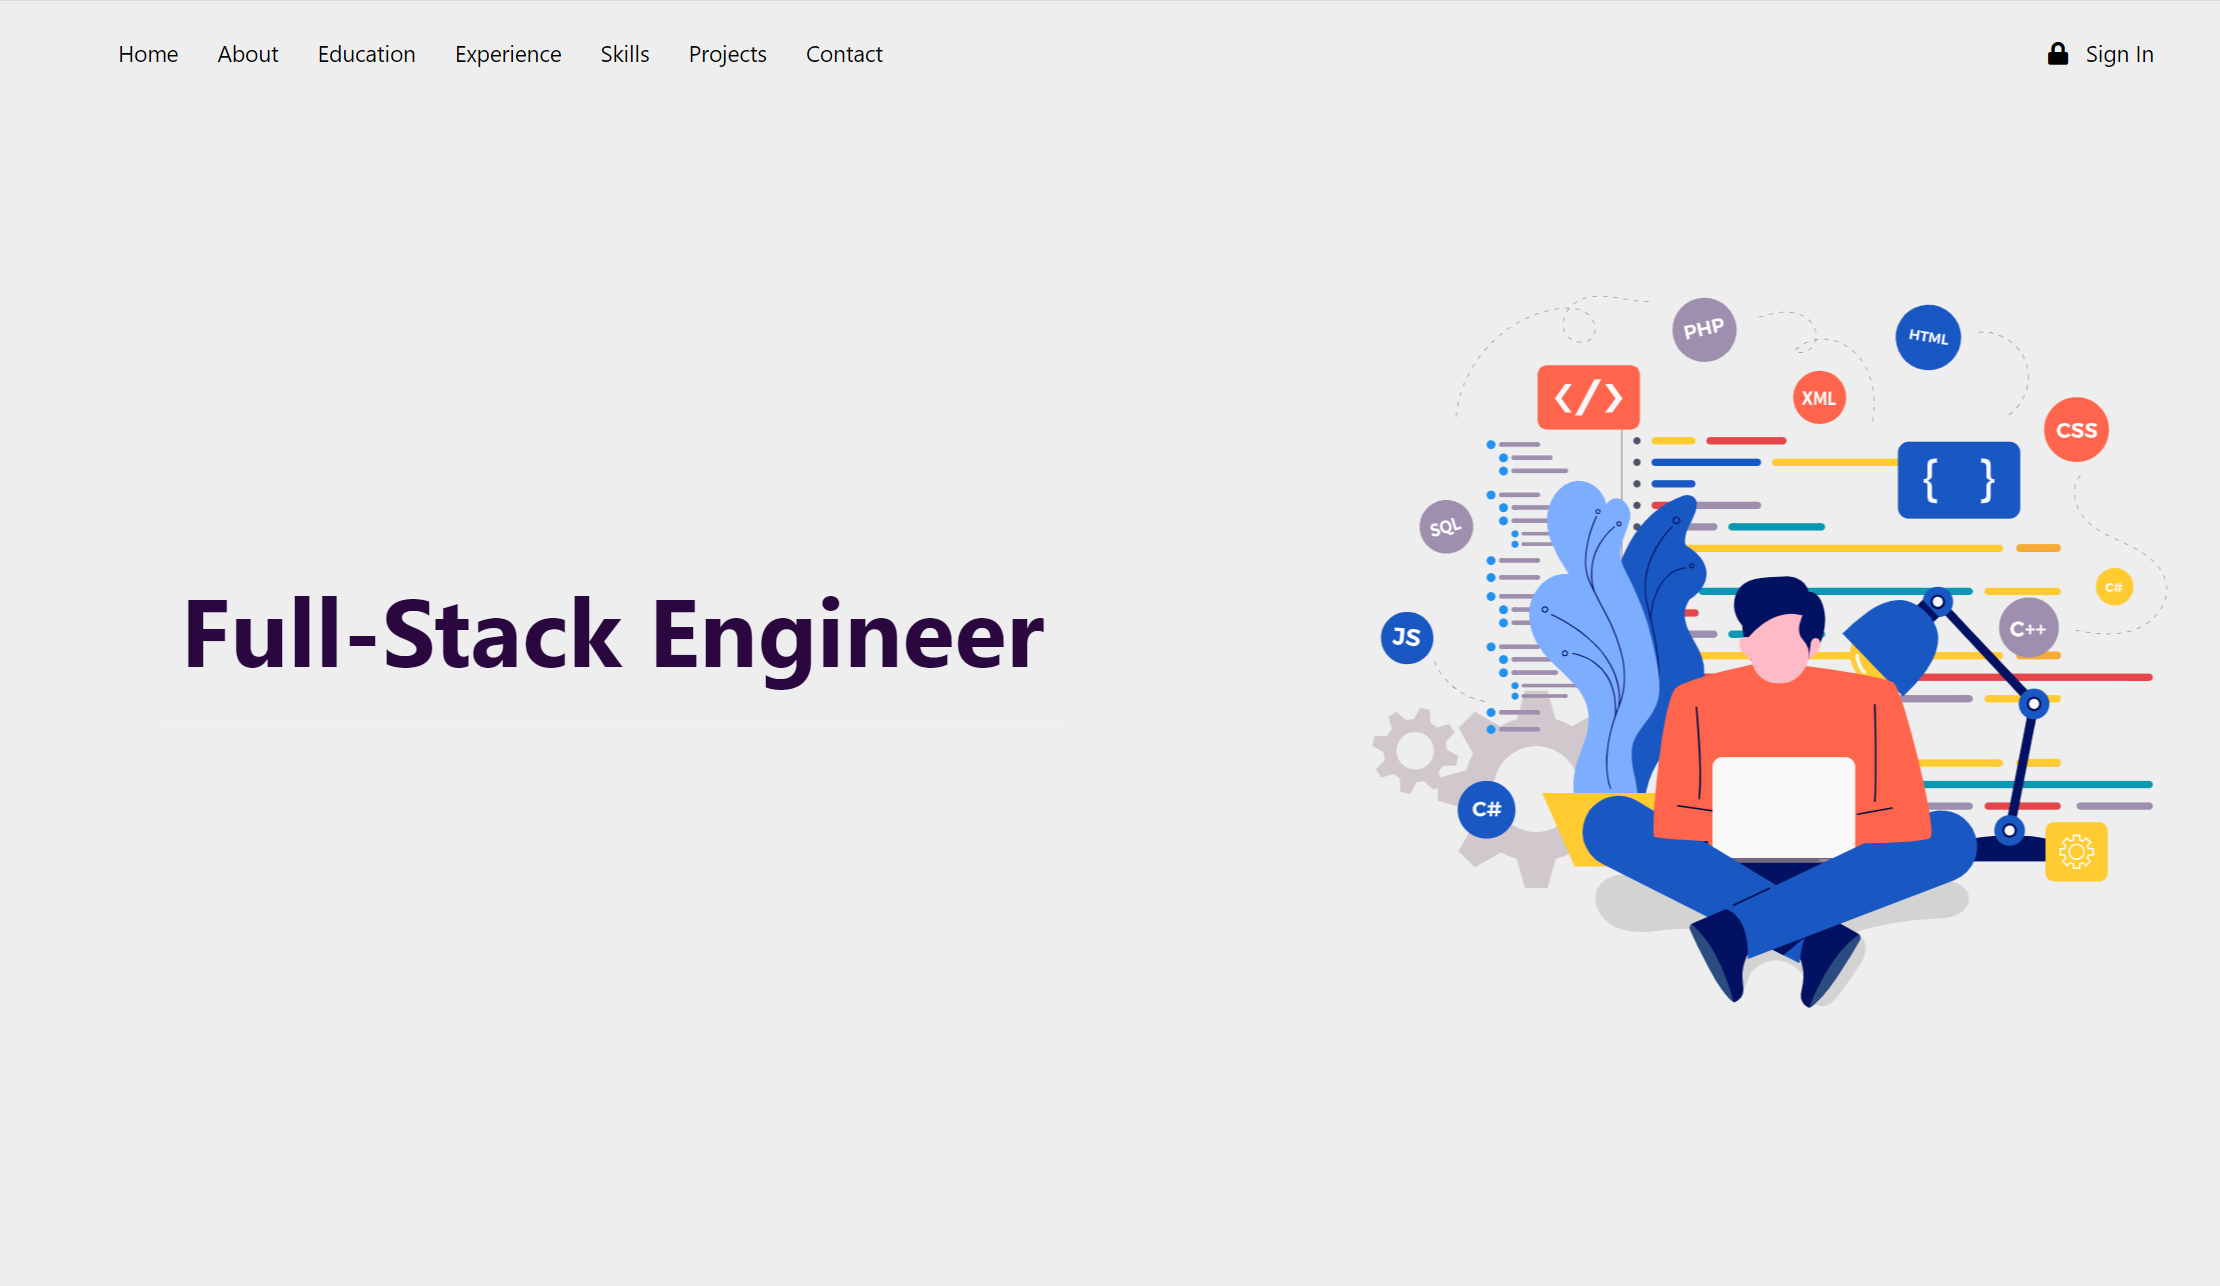 Home About Education Experience Skills Projects Contact Sign In
PHP
HTML
</>
XML
CSS
{ }
SQL
C#
C++
JS
Full-Stack Engineer
C#